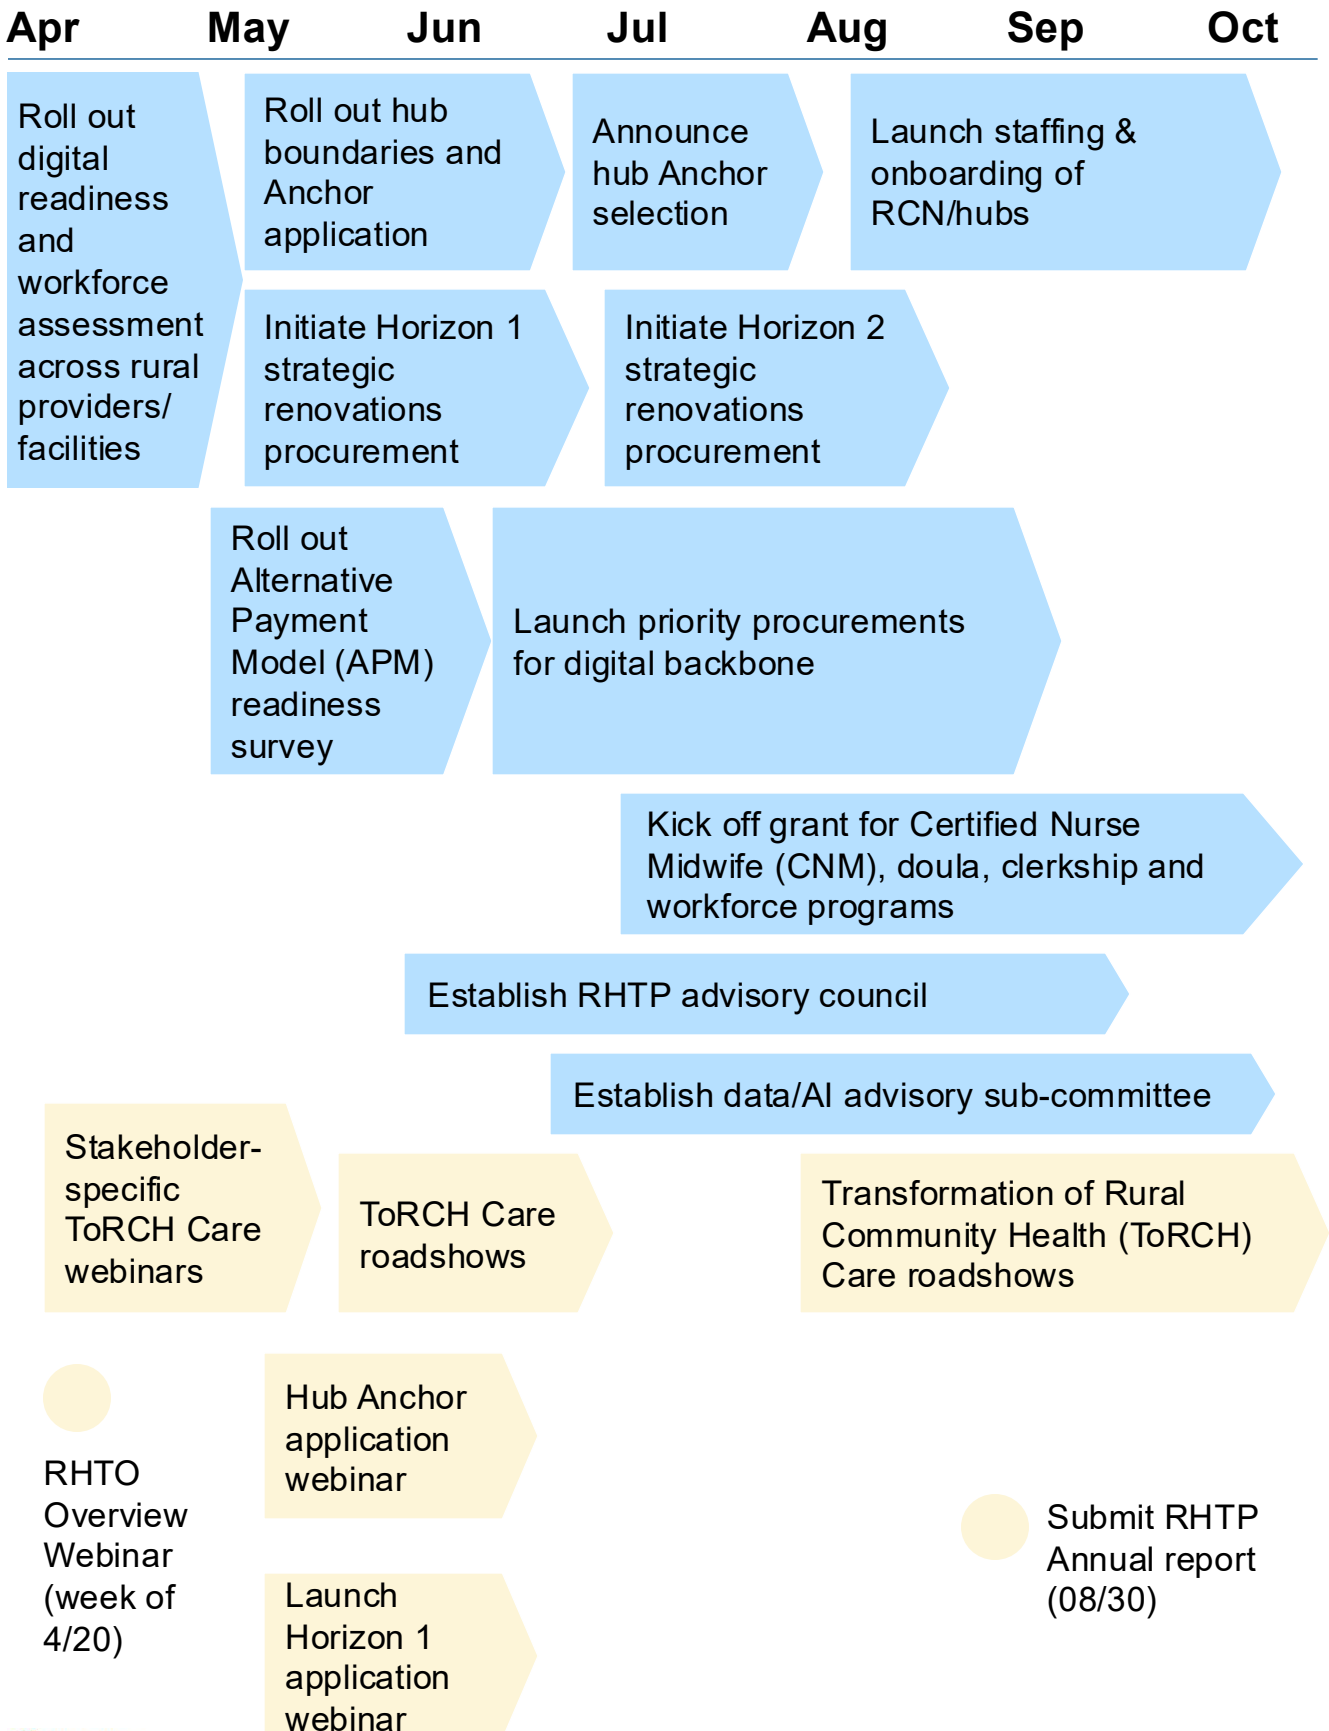 Apr May Jun Jul Aug Sep Oct
Roll out
digital
readiness
and
workforce
assessment
across rural
providers/
facilities
Roll out hub
boundaries and
Anchor
application
Announce
hub Anchor
selection
Launch staffing &
onboarding of
RCN/hubs
Initiate Horizon 1
strategic
renovations
procurement
Initiate Horizon 2
strategic
renovations
procurement
Roll out
Alternative
Payment
Model (APM)
readiness
survey
Launch priority procurements
for digital backbone
Kick off grant for Certified Nurse
Midwife (CNM), doula, clerkship and
workforce programs
Establish RHTP advisory council
Establish data/AI advisory sub-committee
Stakeholder-
specific
ToRCH Care
webinars
ToRCH Care
roadshows
Transformation of Rural
Community Health (ToRCH)
Care roadshows
RHTO
Overview
Webinar
(week of
4/20)
Hub Anchor
application
webinar
Submit RHTP
Annual report
(08/30)
Launch
Horizon 1
application
webinar